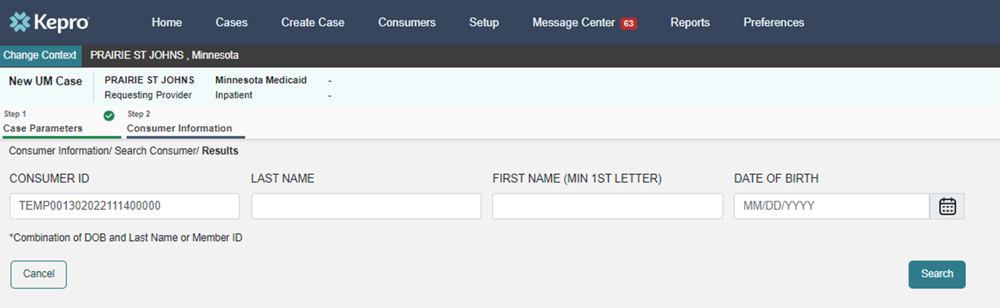 Kepro Home Cases Create Case Consumers Setup Message Center 63 Reports Preferences
Change Context PRAIRIE ST JOHNS , Minnesota
New UM Case PRAIRIE ST JOHNS Minnesota Medicaid -
Requesting Provider Inpatient -
Step 1 Step 2
Case Parameters Consumer Information
Consumer Information/ Search Consumer/ Results
CONSUMER ID LAST NAME FIRST NAME (MIN 1ST LETTER) DATE OF BIRTH
TEMP001302022111400000 MM/DD/YYYY
*Combination of DOB and Last Name or Member ID
Cancel Search